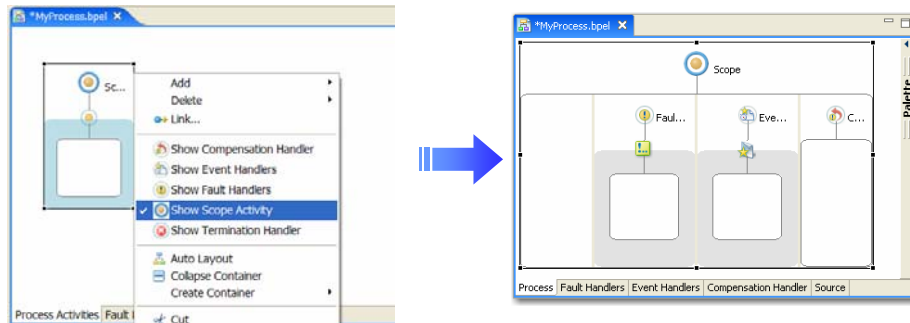 *MyProcess.bpel
Sc...
Add
Delete
Link...
Show Compensation Handler
Show Event Handlers
Show Fault Handlers
Show Scope Activity
Show Termination Handler
Auto Layout
Collapse Container
Create Container
Cut
Process Activities Fault
*MyProcess.bpel
Scope
Faul... Eve... C...
Palette
Process Fault Handlers Event Handlers Compensation Handler Source